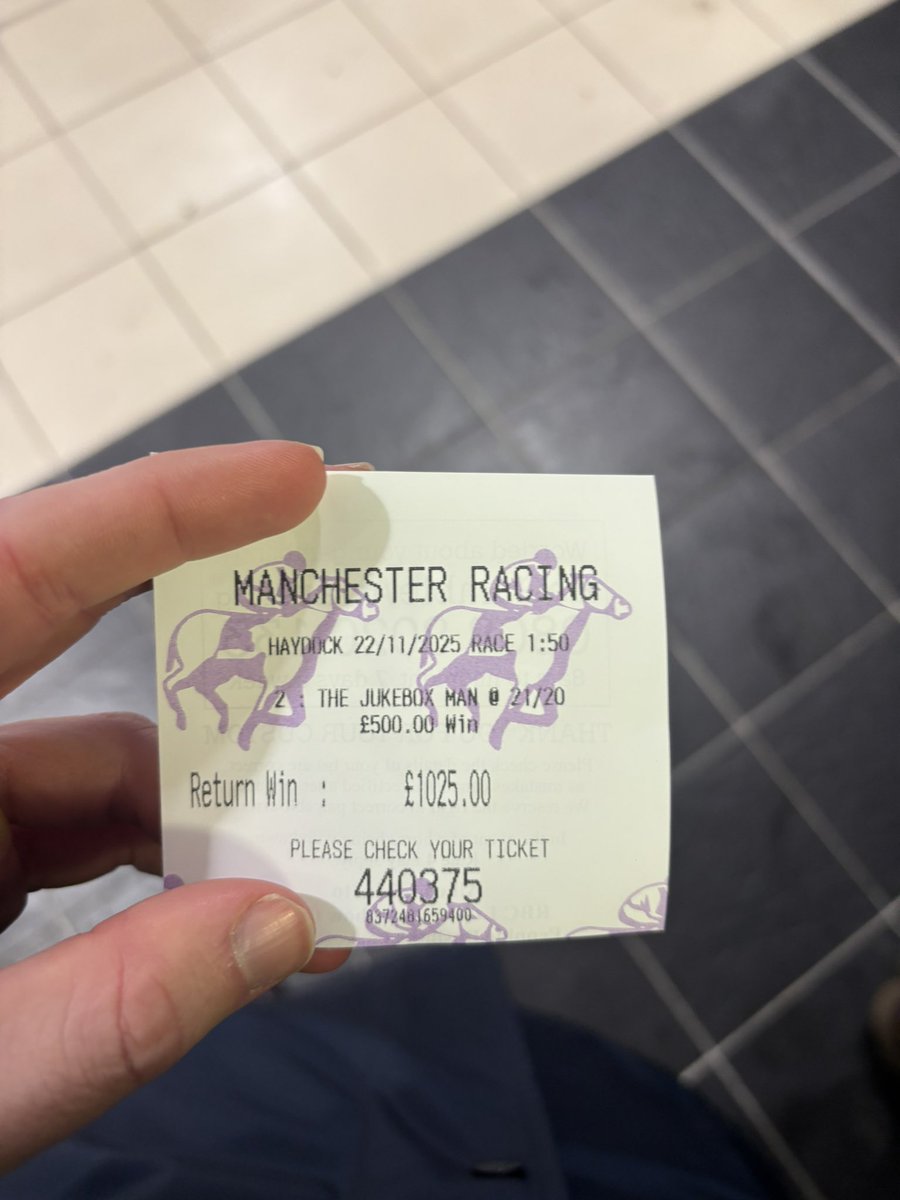 MANCHESTER RACING
HAYDOCK 22/11/2025 RACE 1:50
2 : THE JUKEBOX MAN @ 21/20
£500.00 Win
Return Win : £1025.00
PLEASE CHECK YOUR TICKET
440375
8372481659400